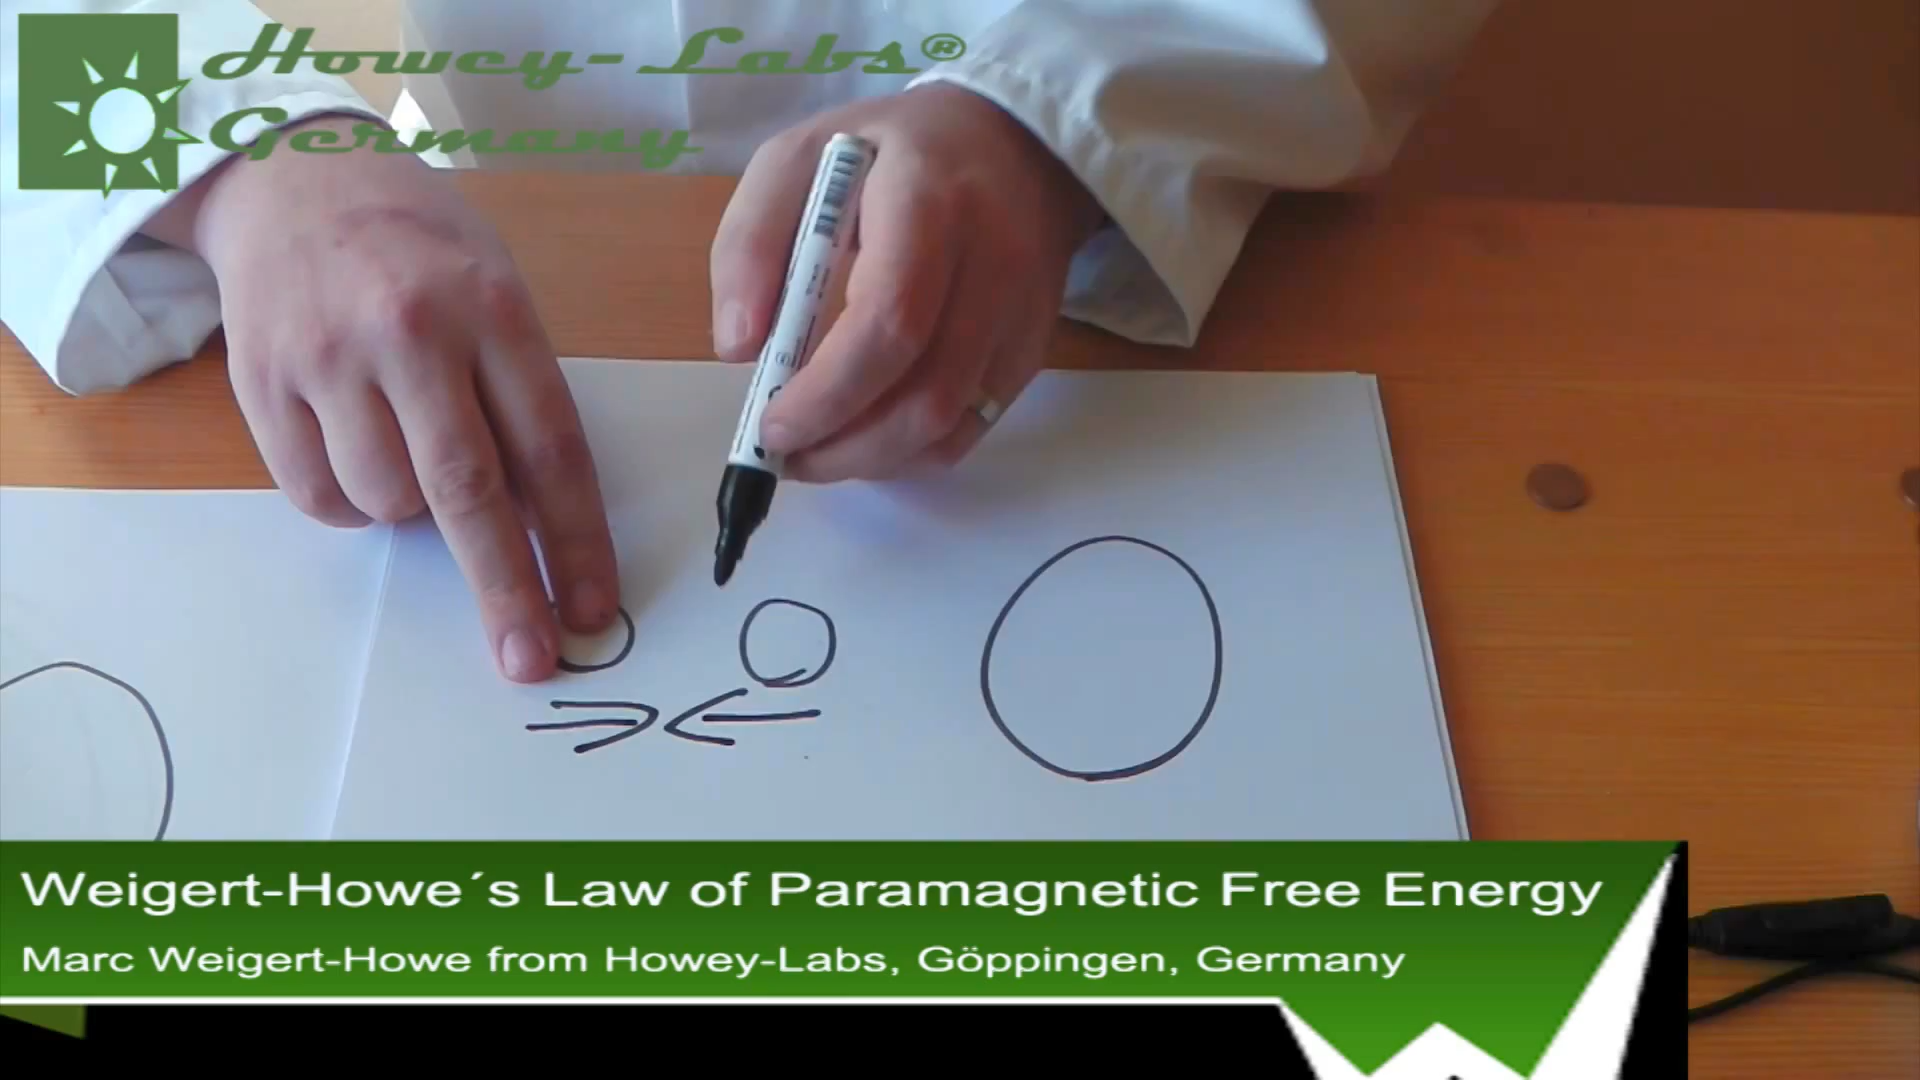 Howey-Labs®
Germany
Weigert-Howe´s Law of Paramagnetic Free Energy
Marc Weigert-Howe from Howey-Labs, Göppingen, Germany